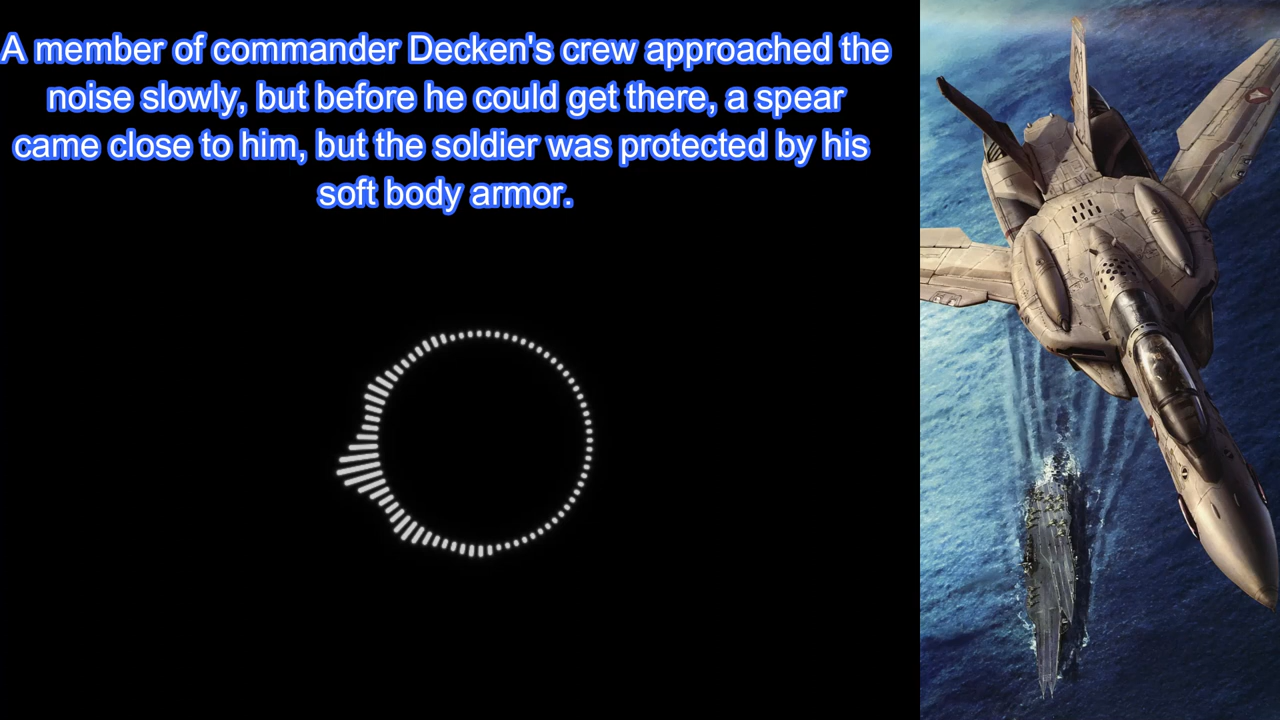 A member of commander Decken's crew approached the
noise slowly, but before he could get there, a spear
came close to him, but the soldier was protected by his
soft body armor.